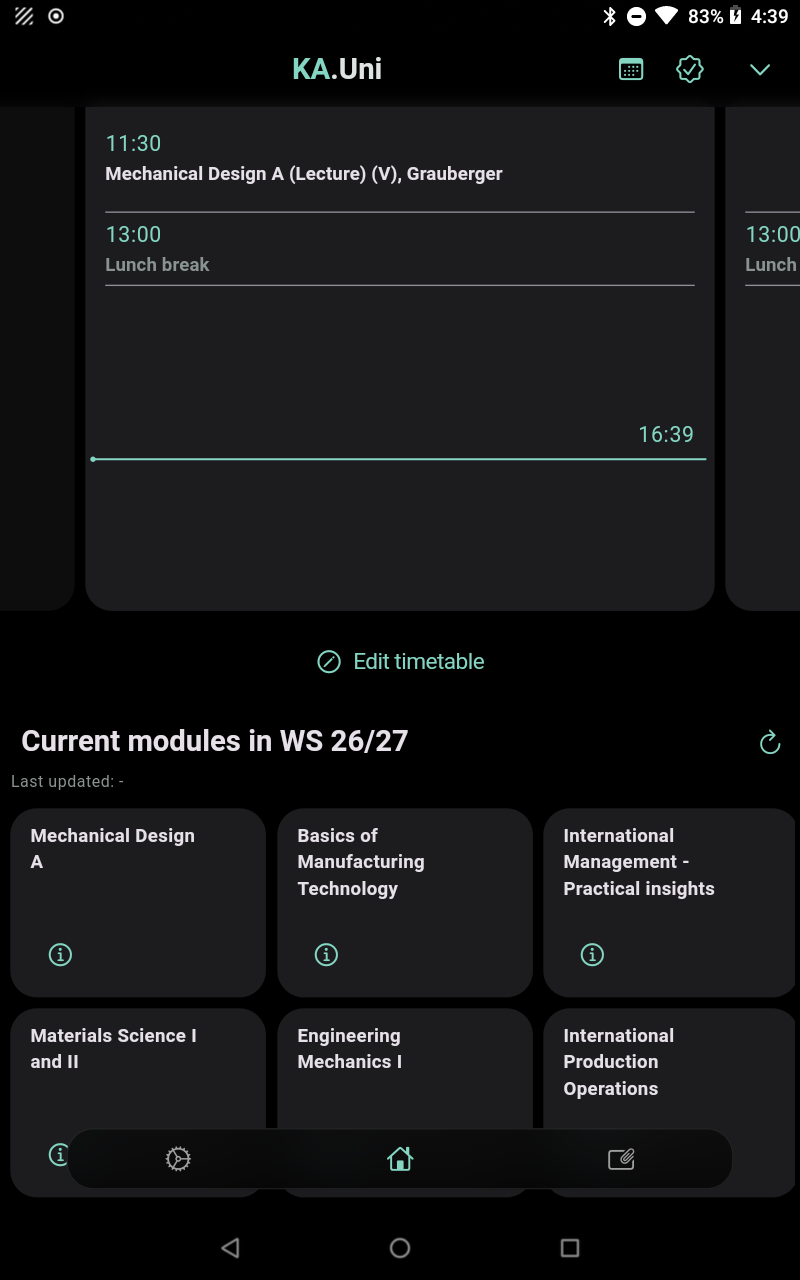 83% 4:39
KA.Uni
11:30
Mechanical Design A (Lecture) (V), Grauberger
13:00
Lunch break
13:00
Lunch
16:39
Edit timetable
Current modules in WS 26/27
Last updated: -
Mechanical Design
A
Basics of
Manufacturing
Technology
International
Management -
Practical insights
Materials Science I
and II
Engineering
Mechanics I
International
Production
Operations